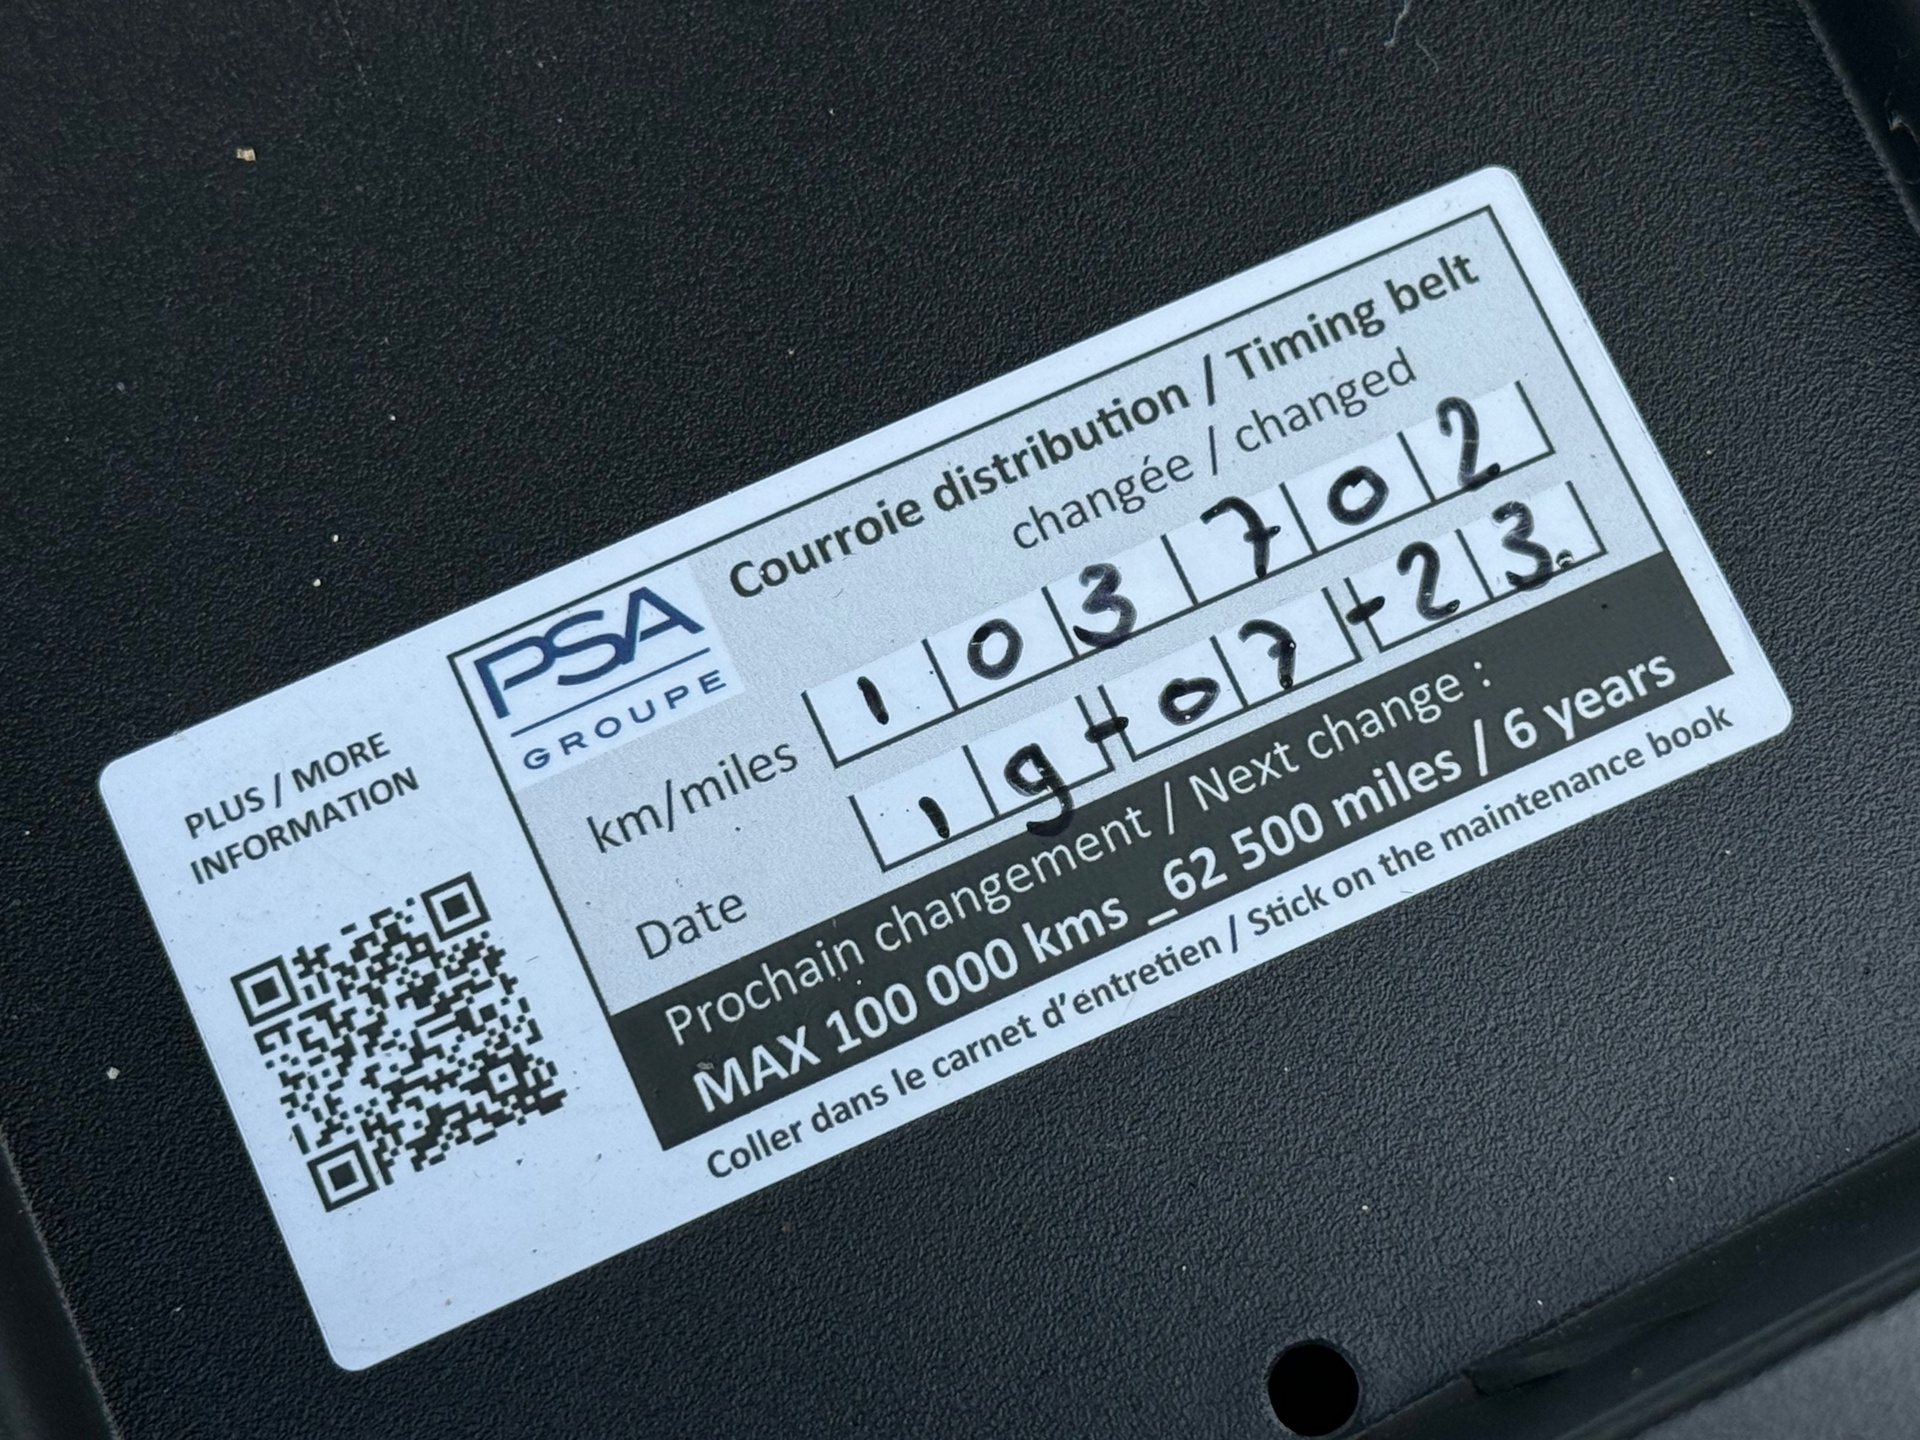 PLUS / MORE
INFORMATION
PSA
GROUPE
Courroie distribution / Timing belt
changée / changed
km/miles 103702
Date 19-07-23.
Prochain changement / Next change :
MAX 100 000 kms _62 500 miles / 6 years
Coller dans le carnet d’entretien / Stick on the maintenance book